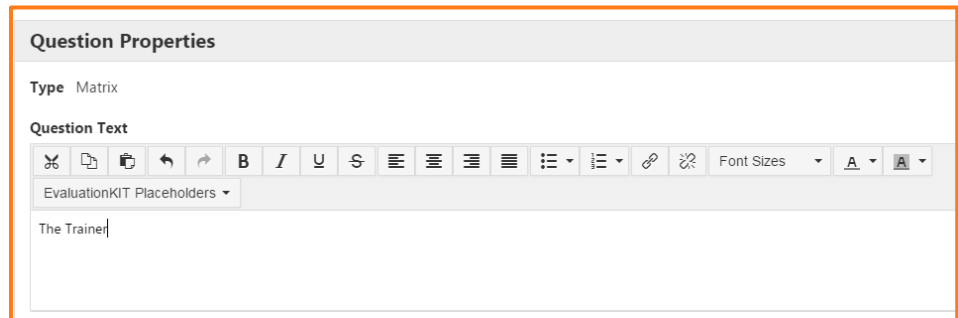 Question Properties
Type Matrix
Question Text
B I U S Font Sizes A A
EvaluationKIT Placeholders
The Trainer